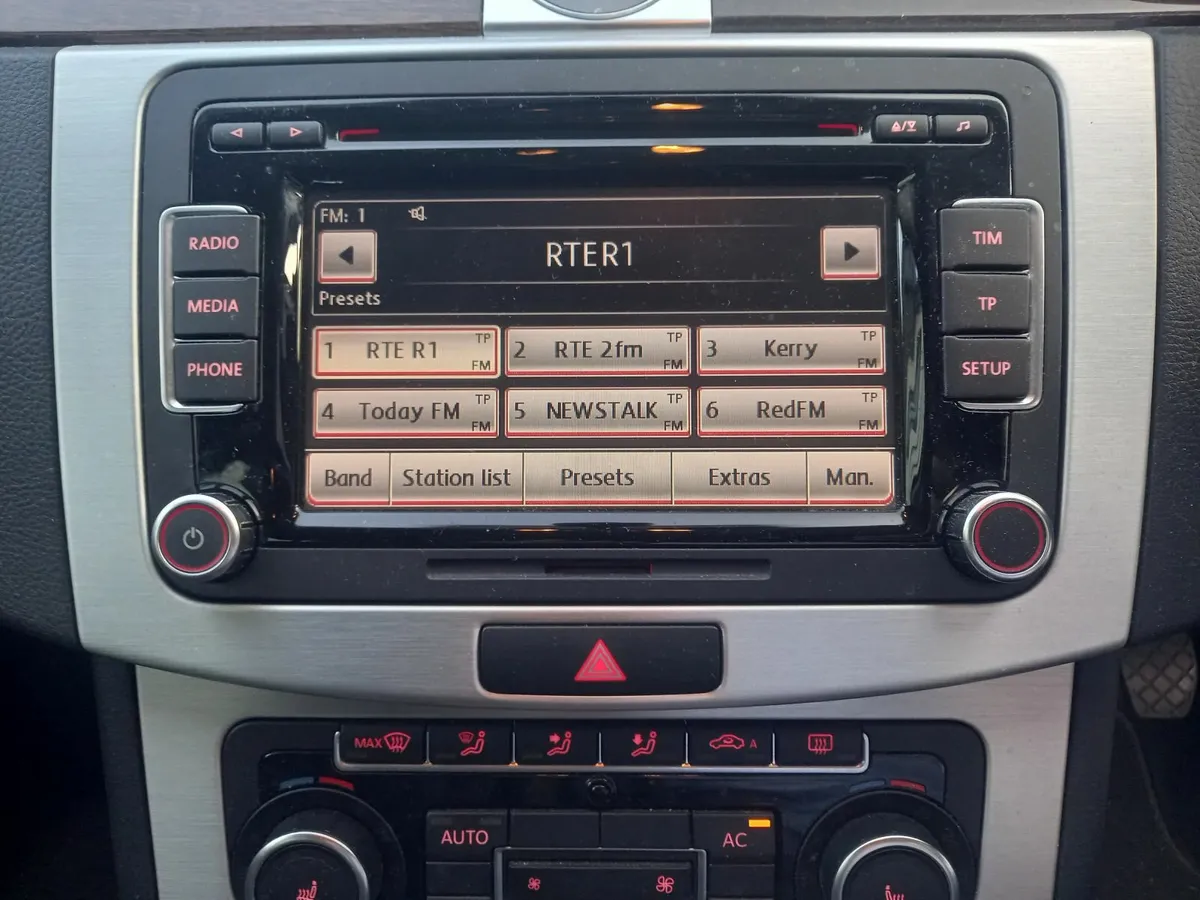 FM: 1
RTE R1
Presets
1 RTE R1 TP FM
2 RTE 2fm TP FM
3 Kerry TP FM
4 Today FM TP FM
5 NEWSTALK TP FM
6 RedFM TP FM
Band Station list Presets Extras Man.
RADIO
MEDIA
PHONE
TIM
TP
SETUP
MAX
A
AUTO
AC